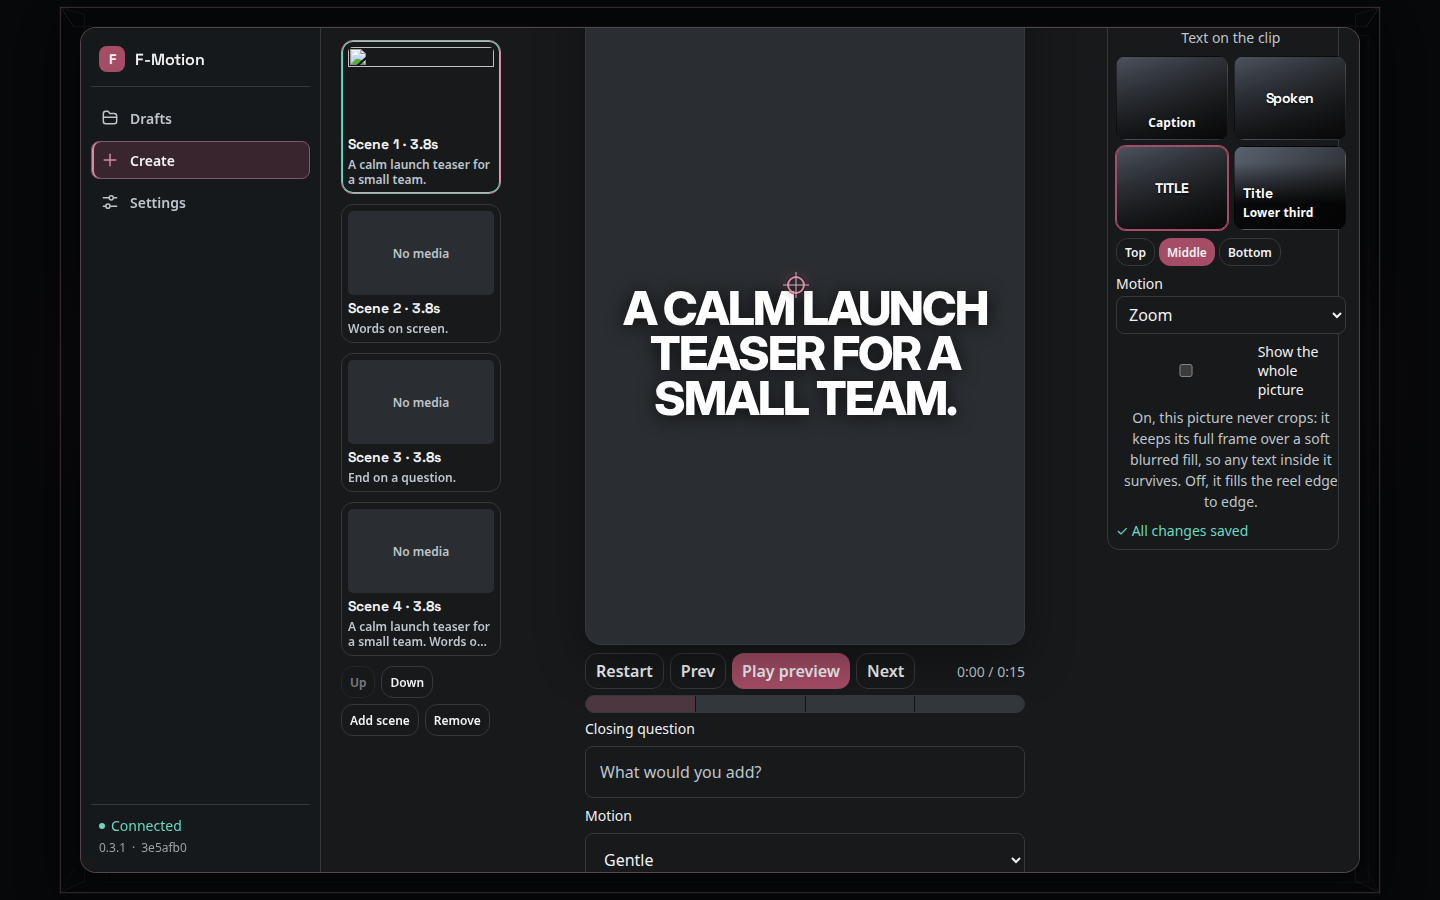 F
F-Motion
Drafts
Create
Settings
Connected
0.3.1 · 3e5afb0
Scene 1 · 3.8s
A calm launch teaser for
a small team.
No media
Scene 2 · 3.8s
Words on screen.
No media
Scene 3 · 3.8s
End on a question.
No media
Scene 4 · 3.8s
A calm launch teaser for
a small team. Words o...
Up
Down
Add scene
Remove
A CALM LAUNCH
TEASER FOR A
SMALL TEAM.
Restart
Prev
Play preview
Next
0:00 / 0:15
Closing question
What would you add?
Motion
Gentle
Text on the clip
Caption
Spoken
TITLE
Title
Lower third
Top
Middle
Bottom
Motion
Zoom
Show the
whole
picture
On, this picture never crops: it
keeps its full frame over a soft
blurred fill, so any text inside it
survives. Off, it fills the reel edge
to edge.
✓ All changes saved